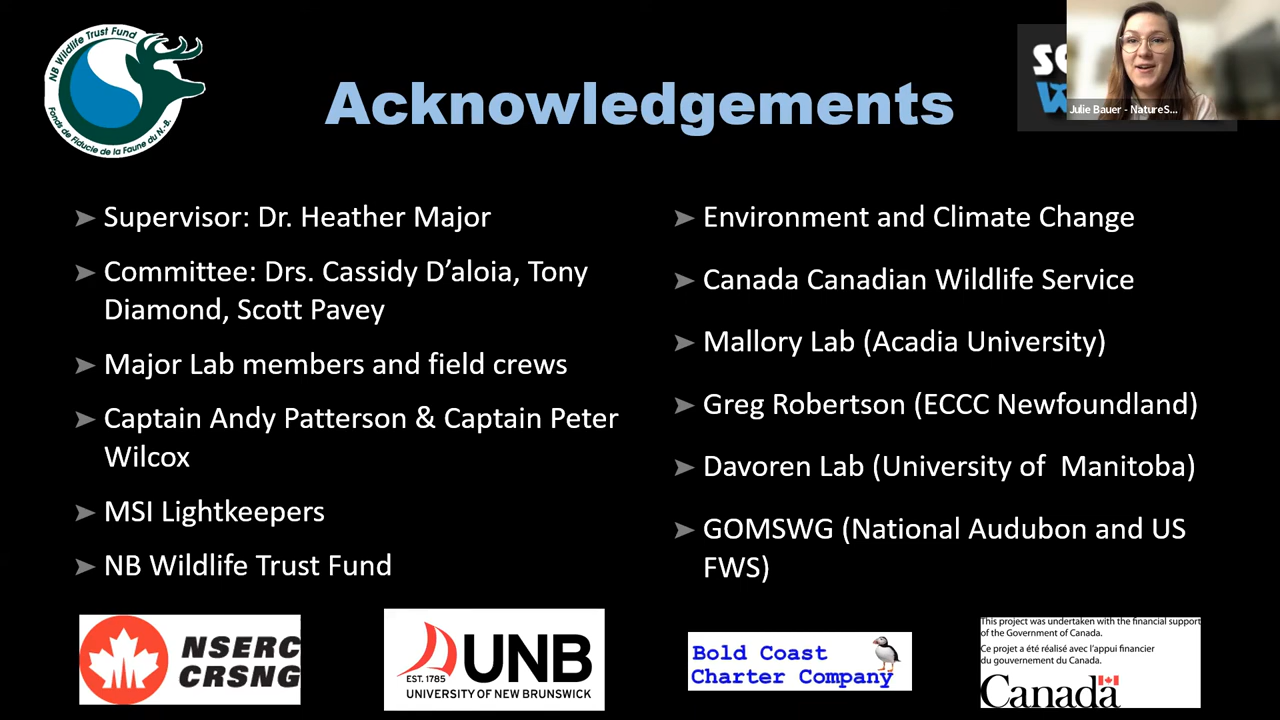 NB Wildlife Trust Fund
Fonds de Fiducie de la Faune du N.-B.
Acknowledgements
Julie Bauer - NatureS...
➤ Supervisor: Dr. Heather Major
➤ Committee: Drs. Cassidy D’aloia, Tony
Diamond, Scott Pavey
➤ Major Lab members and field crews
➤ Captain Andy Patterson & Captain Peter
Wilcox
➤ MSI Lightkeepers
➤ NB Wildlife Trust Fund
➤ Environment and Climate Change
➤ Canada Canadian Wildlife Service
➤ Mallory Lab (Acadia University)
➤ Greg Robertson (ECCC Newfoundland)
➤ Davoren Lab (University of Manitoba)
➤ GOMSWG (National Audubon and US
FWS)
NSERC
CRSNG
EST. 1785
UNB
UNIVERSITY OF NEW BRUNSWICK
Bold Coast
Charter Company
This project was undertaken with the financial support
of the Government of Canada.
Ce projet a été réalisé avec l'appui financier
du gouvernement du Canada.
Canada